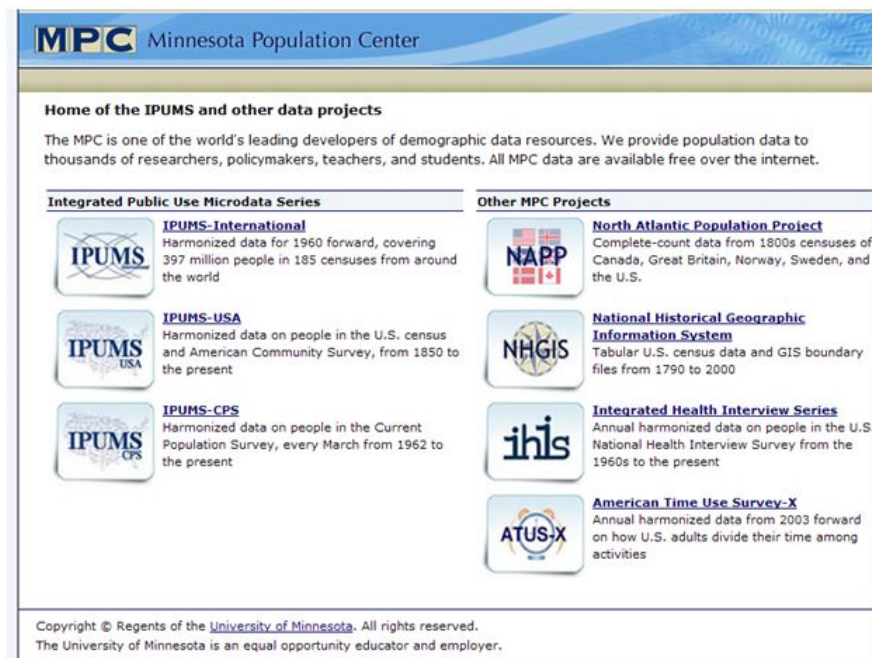 MPC Minnesota Population Center
Home of the IPUMS and other data projects
The MPC is one of the world's leading developers of demographic data resources. We provide population data to
thousands of researchers, policymakers, teachers, and students. All MPC data are available free over the internet.
Integrated Public Use Microdata Series
IPUMS International
IPUMS-International
Harmonized data for 1960 forward, covering
397 million people in 185 censuses from around
the world
IPUMS
USA
IPUMS-USA
Harmonized data on people in the U.S. census
and American Community Survey, from 1850 to
the present
IPUMS
CPS
IPUMS-CPS
Harmonized data on people in the Current
Population Survey, every March from 1962 to
the present
Other MPC Projects
NAPP
North Atlantic Population Project
Complete-count data from 1800s censuses of
Canada, Great Britain, Norway, Sweden, and
the U.S.
NHGIS
National Historical Geographic
Information System
Tabular U.S. census data and GIS boundary
files from 1790 to 2000
ihis
Integrated Health Interview Series
Annual harmonized data on people in the U.S
National Health Interview Survey from the
1960s to the present
ATUS-X
American Time Use Survey-X
Annual harmonized data from 2003 forward
on how U.S. adults divide their time among
activities
Copyright © Regents of the University of Minnesota. All rights reserved.
The University of Minnesota is an equal opportunity educator and employer.